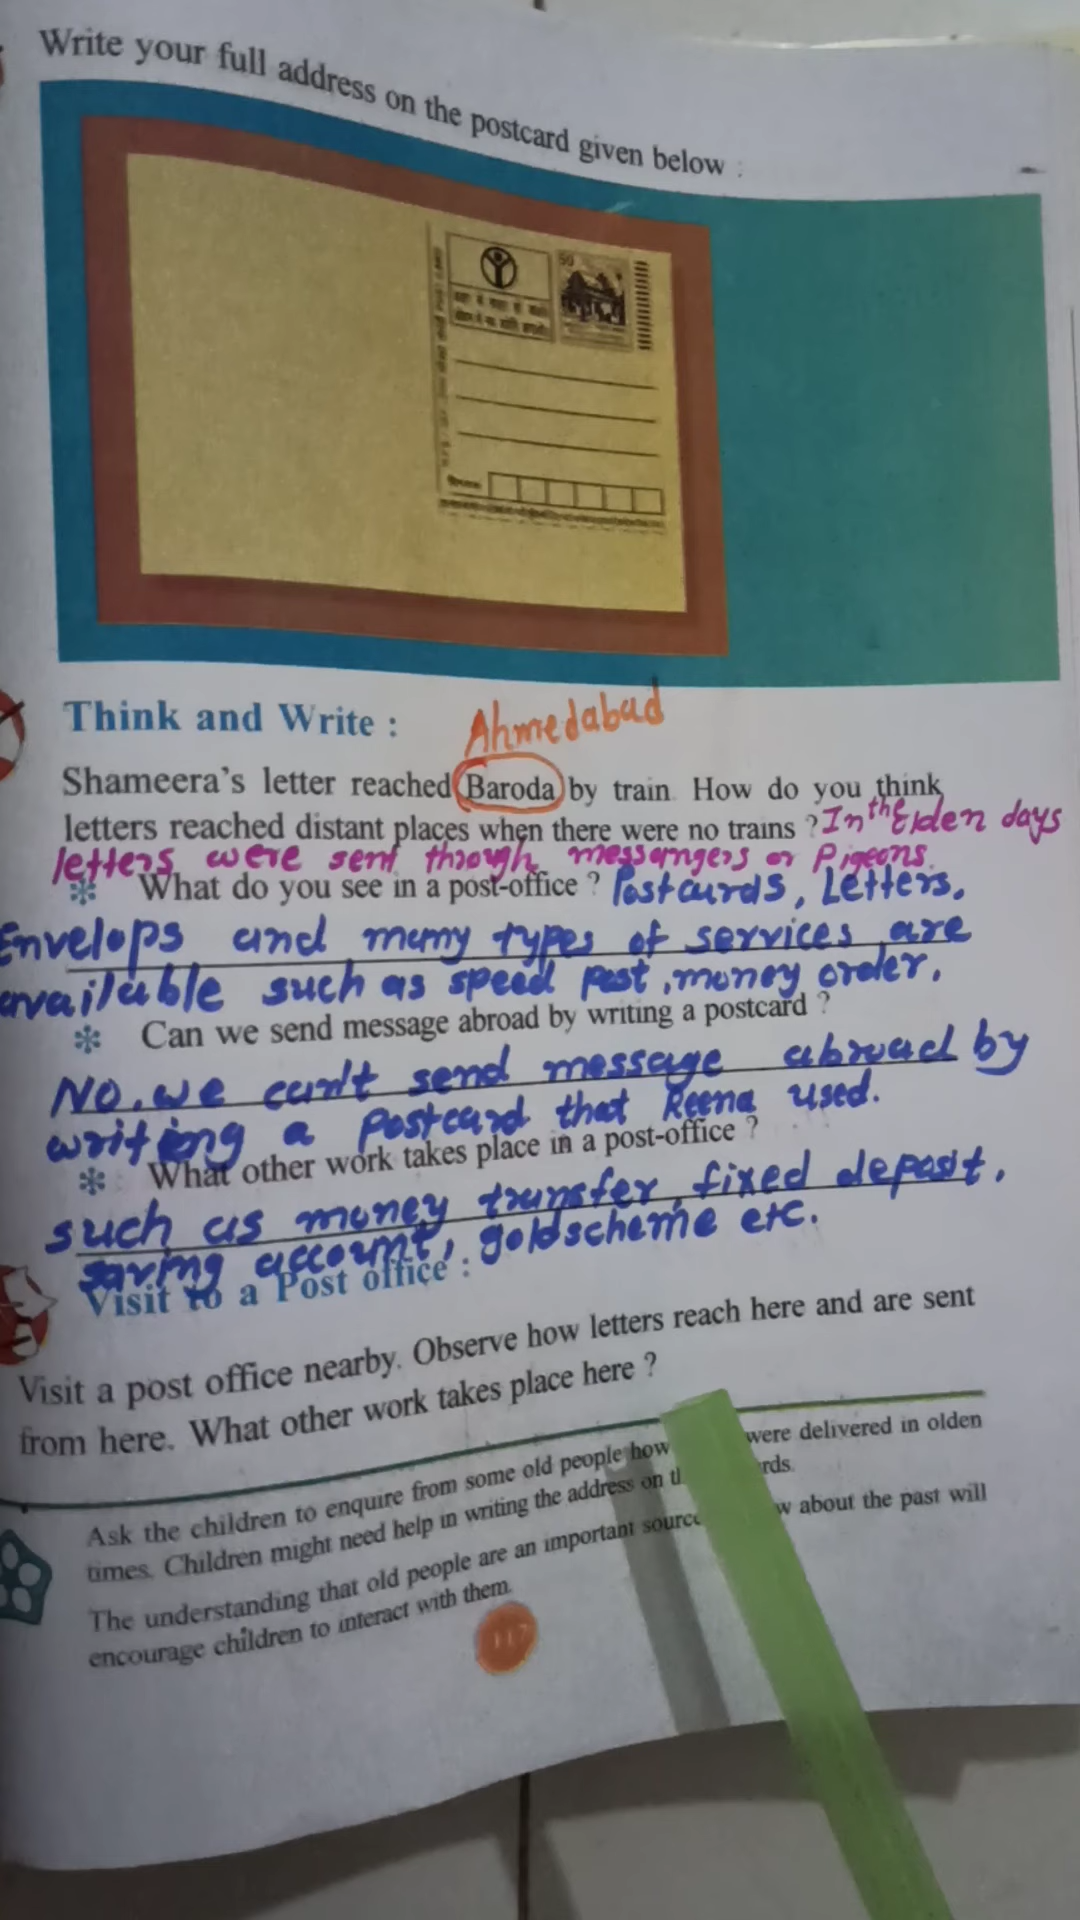 Write your full address on the postcard given below :
50
Think and Write :
Ahmedabad
Shameera's letter reached Baroda by train. How do you think
letters reached distant places when there were no trains ? In the Elden days
letters were sent through messangers or Pigeons.
* What do you see in a post-office ? Postcards, Letters,
Envelops and many types of services are
available such as speed post, money order.
* Can we send message abroad by writing a postcard ?
No, we can't send message abroad by
writing a postcard that Reena used.
* What other work takes place in a post-office ?
such as money transfer, fixed deposit,
saving account, goldscheme etc.
Visit to a Post office :
Visit a post office nearby. Observe how letters reach here and are sent
from here. What other work takes place here ?
Ask the children to enquire from some old people how were delivered in olden
times. Children might need help in writing the address on
The understanding that old people are an important about the past will
encourage children to interact with them.
117